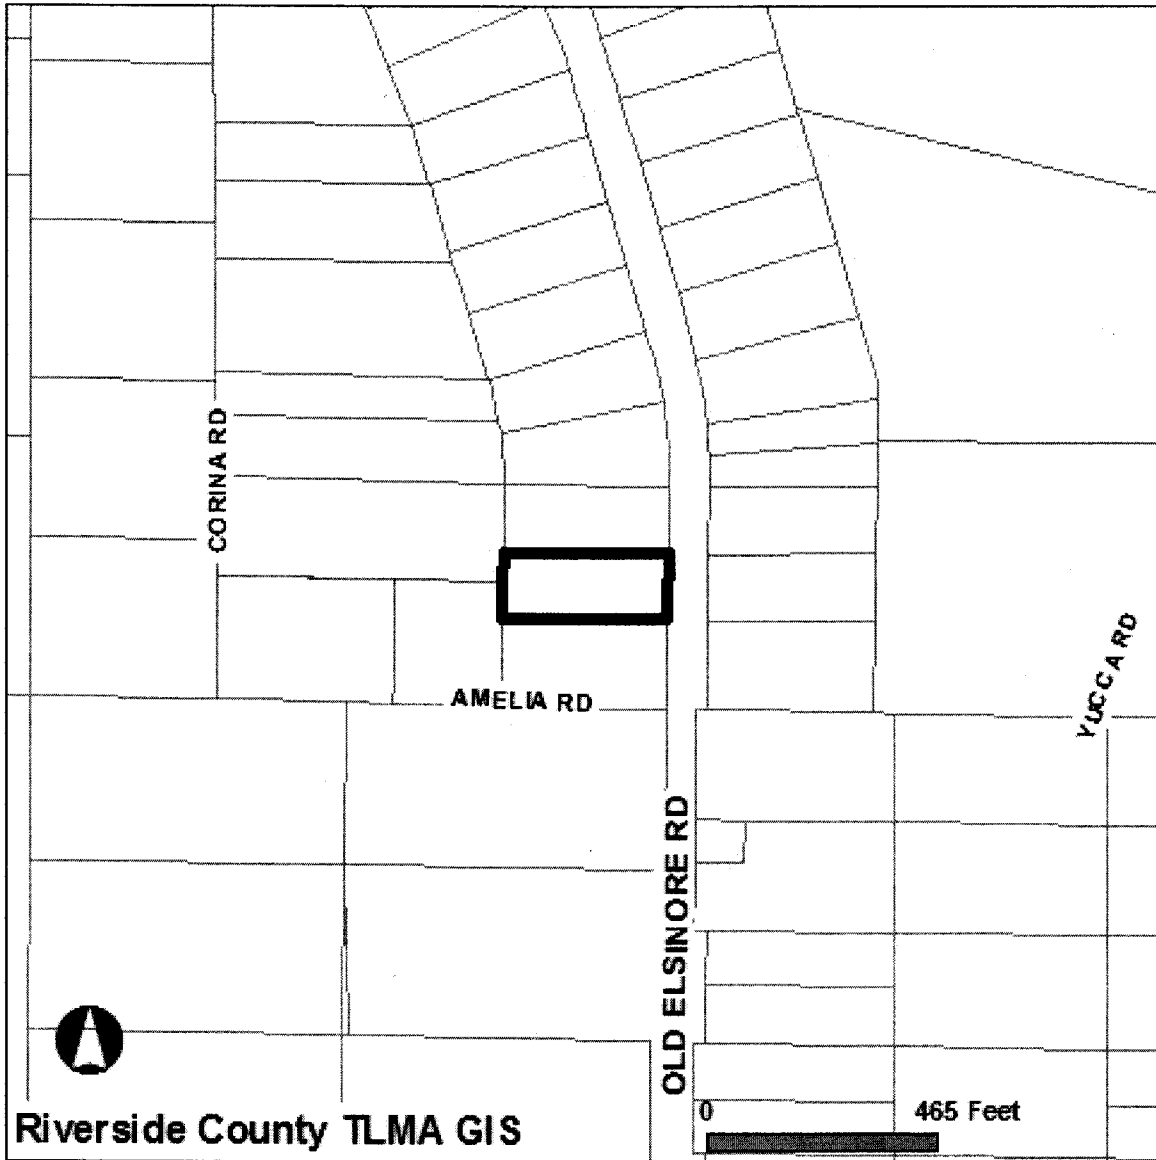 CORINA RD
AMELIA RD
YUCCA RD
OLD ELSINORE RD
0 465 Feet
Riverside County TLMA GIS